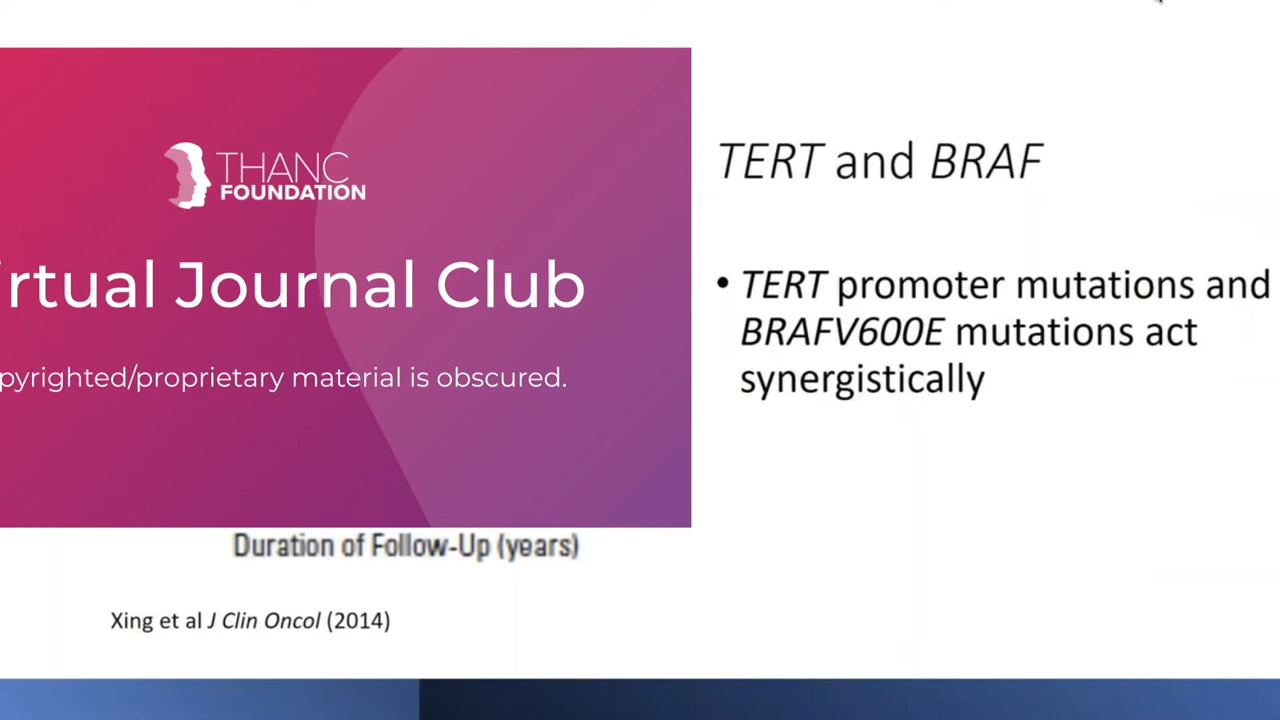 THANC
FOUNDATION
irtual Journal Club
pyrighted/proprietary material is obscured.
Duration of Follow-Up (years)
Xing et al J Clin Oncol (2014)
TERT and BRAF
• TERT promoter mutations and
BRAFV600E mutations act
synergistically